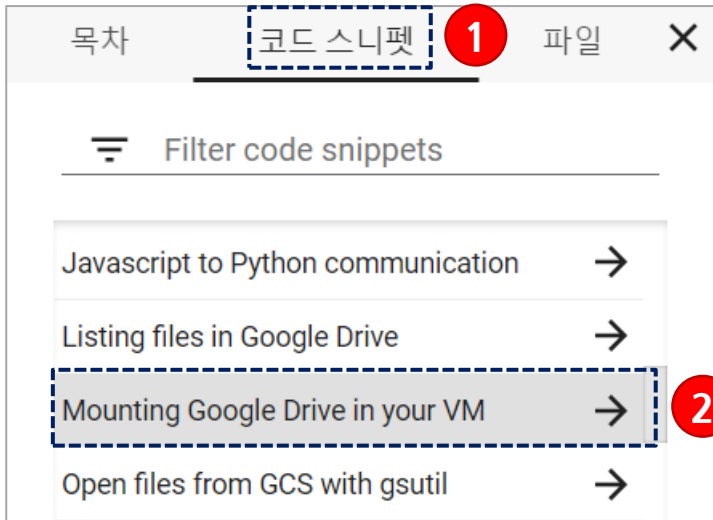 목차 코드 스니펫 1 파일
Filter code snippets
Javascript to Python communication
Listing files in Google Drive
Mounting Google Drive in your VM 2
Open files from GCS with gsutil